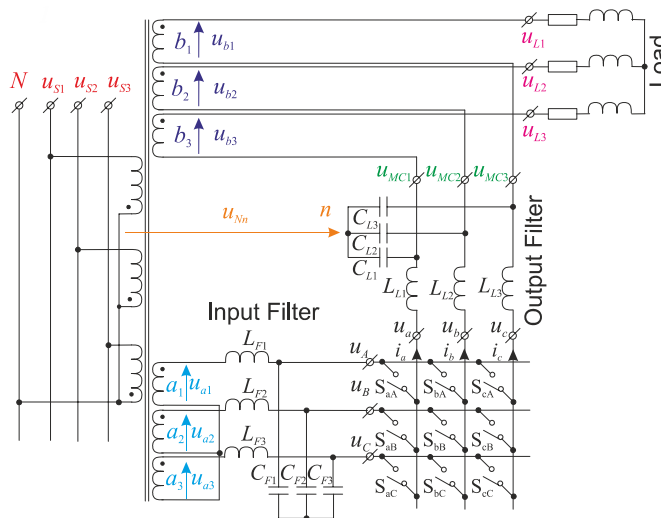 b1 ub1 uL1
N uS1 uS2 uS3 b2 ub2 uL2 Load
b3 ub3 uL3
uMC1 uMC2 uMC3
uNn n
CL3
CL2
CL1
LL1 LL2 LL3 Output Filter
Input Filter
LF1 uA ua ub uc
ia ib ic
a1 ua1 SaA SbA ScA
LF2 uB
a2 ua2 SaB SbB ScB
LF3 uC
a3 ua3 CF1 CF2 CF3 SaC SbC ScC